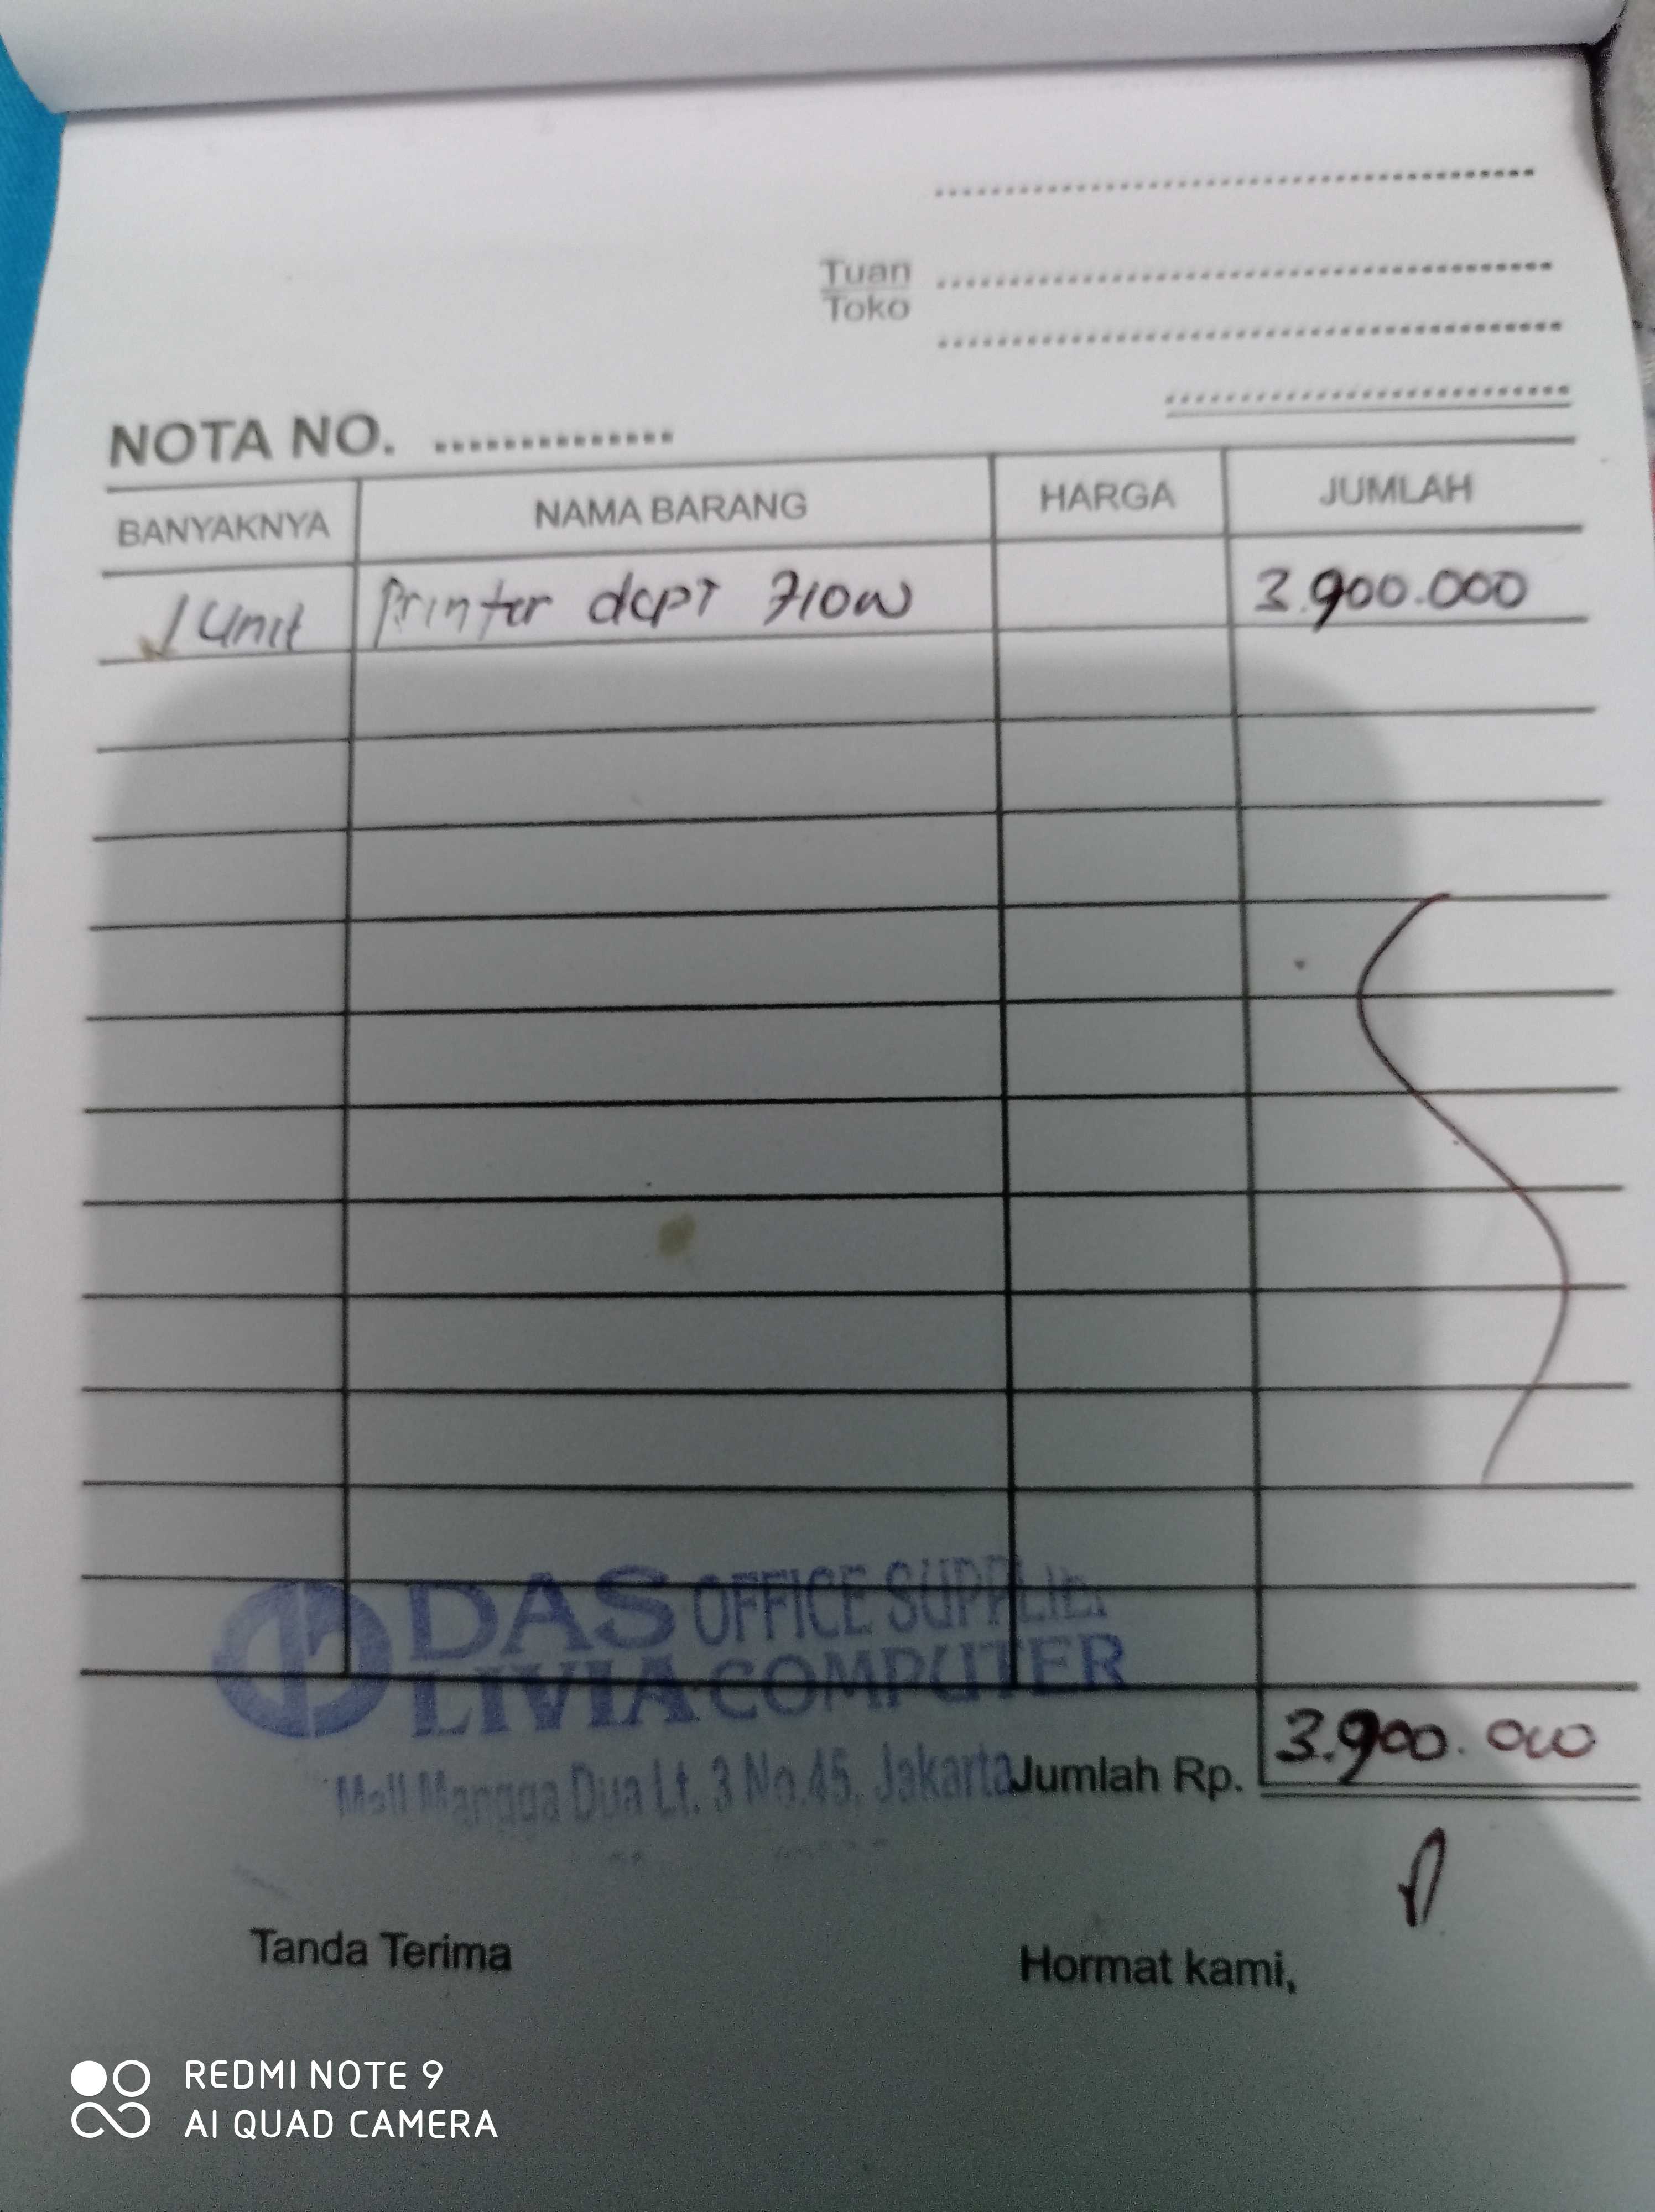 Tuan
Toko
NOTA NO.
BANYAKNYA NAMA BARANG HARGA JUMLAH
1 Unit Printer dcpT 710w 3.900.000
DAS OFFICE SUPPLIES
LIVIA COMPUTER
Mall Mangga Dua Lt. 3 No.45, Jakarta
Jumlah Rp. 3.900.000
Tanda Terima Hormat kami,
REDMI NOTE 9
AI QUAD CAMERA